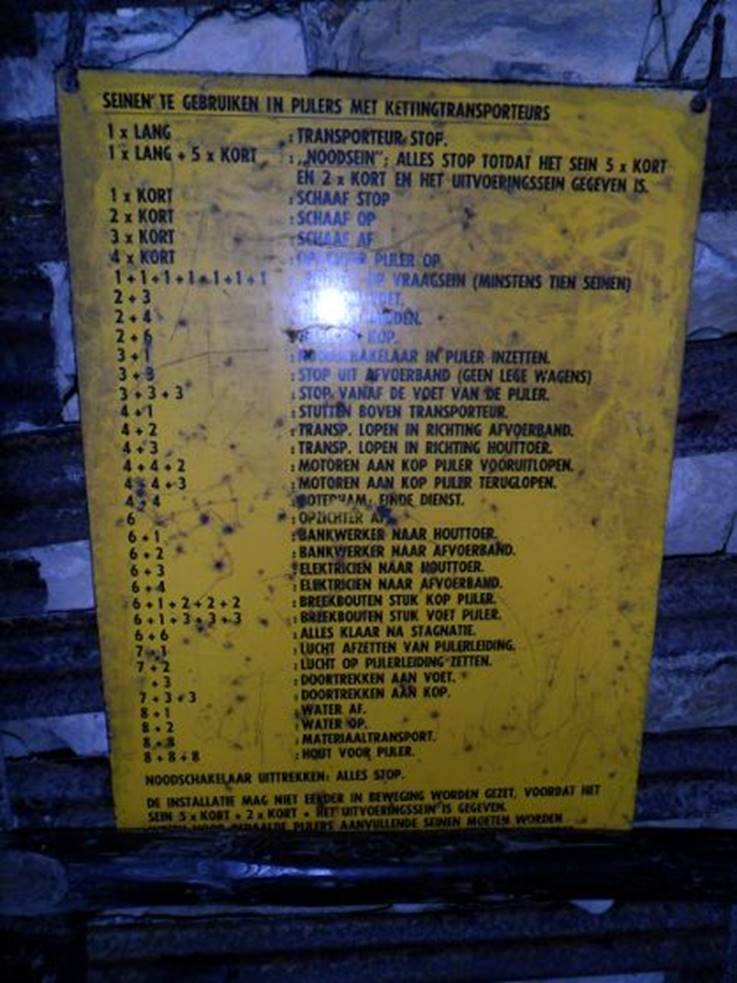 SEINEN TE GEBRUIKEN IN PIJLERS MET KETTINGTRANSPORTEURS
1 x LANG : TRANSPORTEUR STOP.
1 x LANG + 5 x KORT : „NOODSEIN”: ALLES STOP TOTDAT HET SEIN 5 x KORT
EN 2 x KORT EN HET UITVOERINGSSEIN GEGEVEN IS.
1 x KORT : SCHAAF STOP
2 x KORT : SCHAAF OP
3 x KORT : SCHAAF AF
4 x KORT : PIJLER OP
1+1+1+1+1+1+1 : OP VRAAGSEIN (MINSTENS TIEN SEINEN)
2 + 3
2 + 4
2 + 6 : KOP.
3 + 1 : NOODSCHAKELAAR IN PIJLER INZETTEN.
3 + 3 : STOP UIT AFVOERBAND (GEEN LEGE WAGENS)
3 + 3 + 3 : STOP VANAF DE VOET VAN DE PIJLER.
4 + 1 : STUTTEN BOVEN TRANSPORTEUR.
4 + 2 : TRANSP. LOPEN IN RICHTING AFVOERBAND.
4 + 3 : TRANSP. LOPEN IN RICHTING HOUTTOER.
4 + 4 + 2 : MOTOREN AAN KOP PIJLER VOORUITLOPEN.
4 + 4 + 3 : MOTOREN AAN KOP PIJLER TERUGLOPEN.
4 + 4 : BOTERHAM: EINDE DIENST.
6 : OPZICHTER AF.
6 + 1 : BANKWERKER NAAR HOUTTOER.
6 + 2 : BANKWERKER NAAR AFVOERBAND.
6 + 3 : ELEKTRICIEN NAAR HOUTTOER.
6 + 4 : ELEKTRICIEN NAAR AFVOERBAND.
6 + 1 + 2 + 2 + 2 : BREEKBOUTEN STUK KOP PIJLER.
6 + 1 + 3 + 3 + 3 : BREEKBOUTEN STUK VOET PIJLER.
6 + 6 : ALLES KLAAR NA STAGNATIE.
7 + 1 : LUCHT AFZETTEN VAN PIJLERLEIDING.
7 + 2 : LUCHT OP PIJLERLEIDING ZETTEN.
+ 3 : DOORTREKKEN AAN VOET.
7 + 3 + 3 : DOORTREKKEN AAN KOP.
8 + 1 : WATER AF.
8 + 2 : WATER OP.
8 + 8 : MATERIAALTRANSPORT.
8 + 8 + 8 : HOUT VOOR PIJLER.
NOODSCHAKELAAR UITTREKKEN: ALLES STOP.
DE INSTALLATIE MAG NIET EERDER IN BEWEGING WORDEN GEZET, VOORDAT HET
SEIN 5 x KORT + 2 x KORT + HET UITVOERINGSSEIN IS GEGEVEN.
VOOR BEPAALDE PIJLERS AANVULLENDE SEINEN MOETEN WORDEN